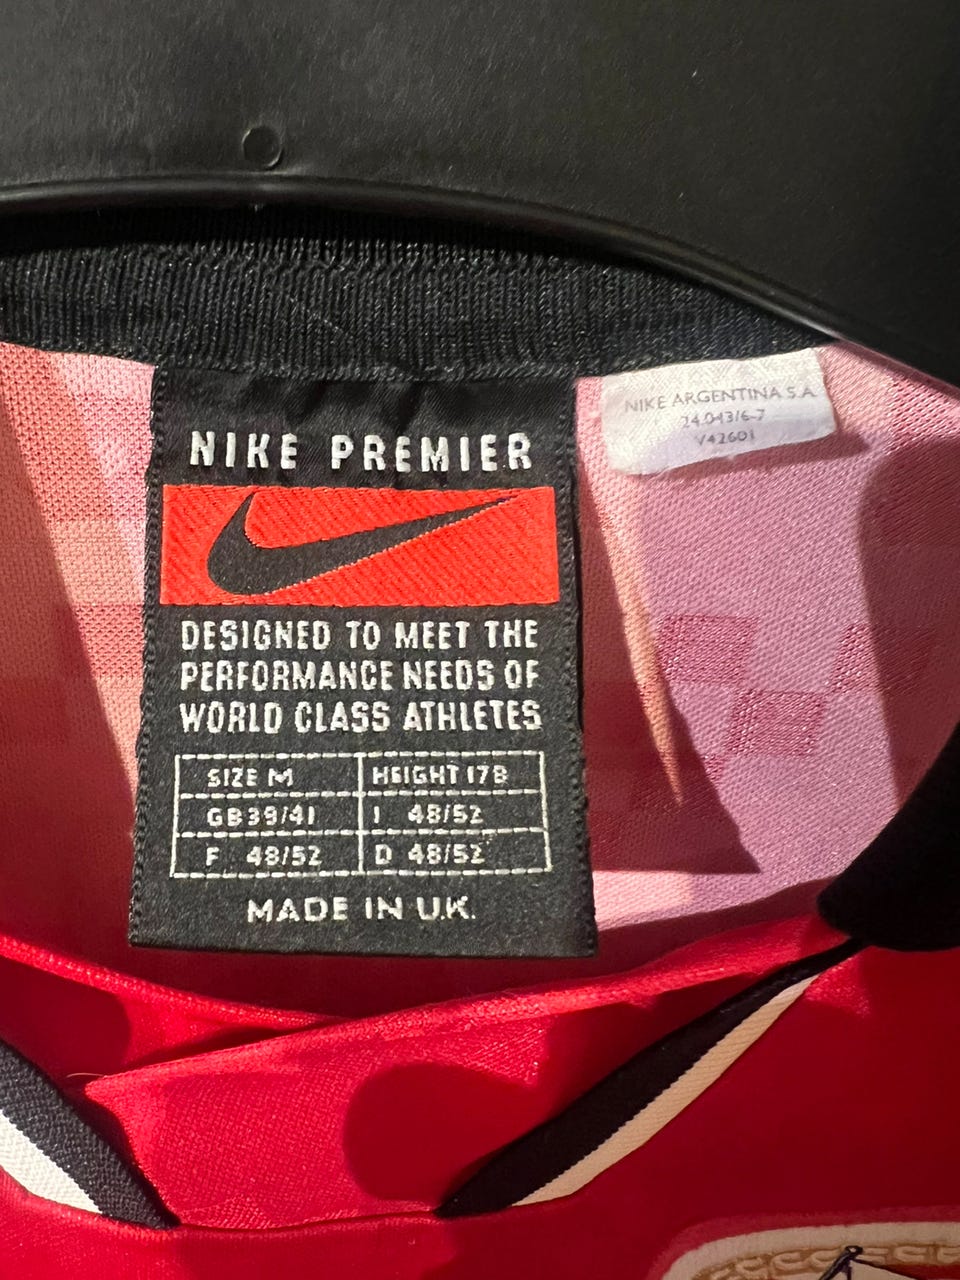 NIKE PREMIER
DESIGNED TO MEET THE
PERFORMANCE NEEDS OF
WORLD CLASS ATHLETES
SIZE M HEIGHT 178
GB 39/41 I 48/52
F 48/52 D 48/52
MADE IN U.K.
NIKE ARGENTINA S.A.
24.043/6-7
V42601